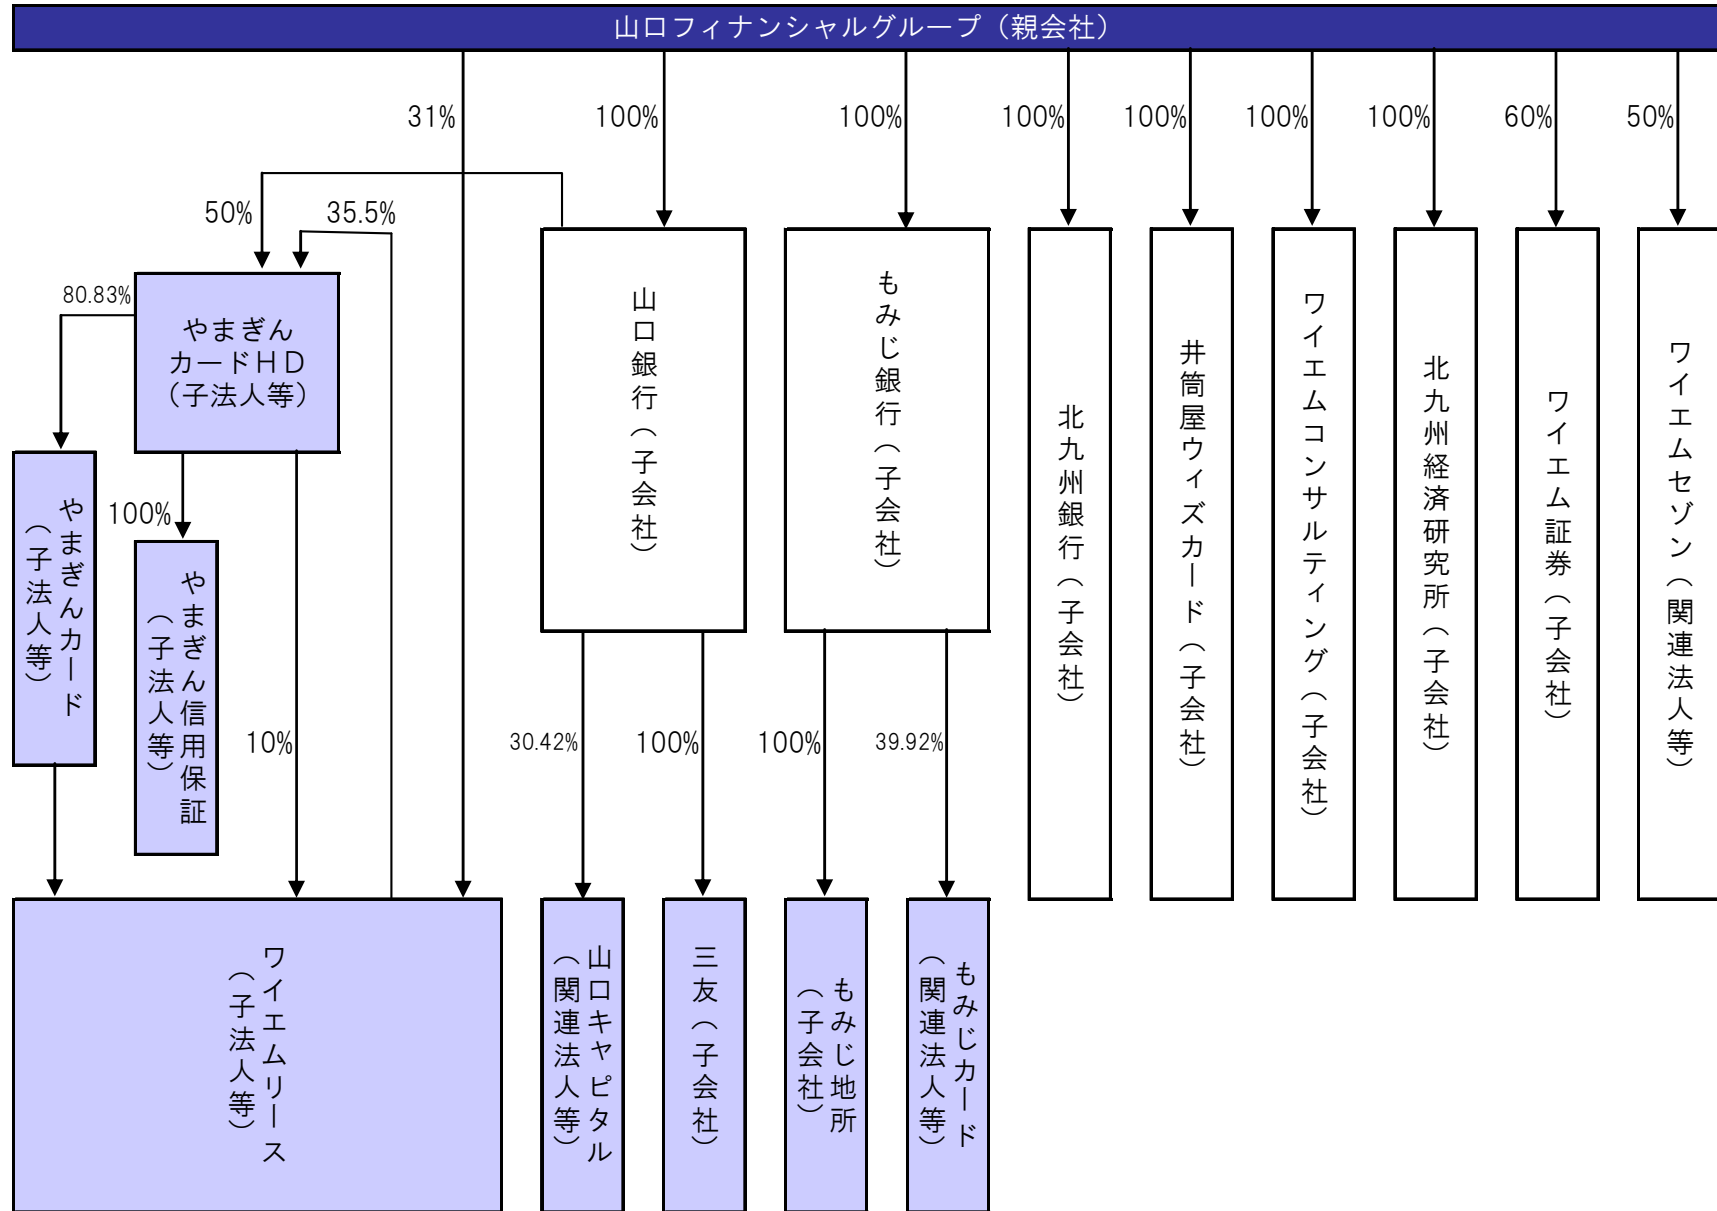 山口フィナンシャルグループ（親会社）
31%
100%
100%
100%
100%
100%
100%
60%
50%
50%
35.5%
80.83%
やまぎん
カードＨＤ
（子法人等）
山口銀行（子会社）
もみじ銀行（子会社）
北九州銀行（子会社）
井筒屋ウィズカード（子会社）
ワイエムコンサルティング（子会社）
北九州経済研究所（子会社）
ワイエム証券（子会社）
ワイエムセゾン（関連法人等）
やまぎんカード
（子法人等）
100%
やまぎん信用保証
（子法人等）
10%
30.42%
100%
100%
39.92%
ワイエムリース
（子法人等）
山口キャピタル
（関連法人等）
三友（子会社）
もみじ地所
（子会社）
もみじカード
（関連法人等）